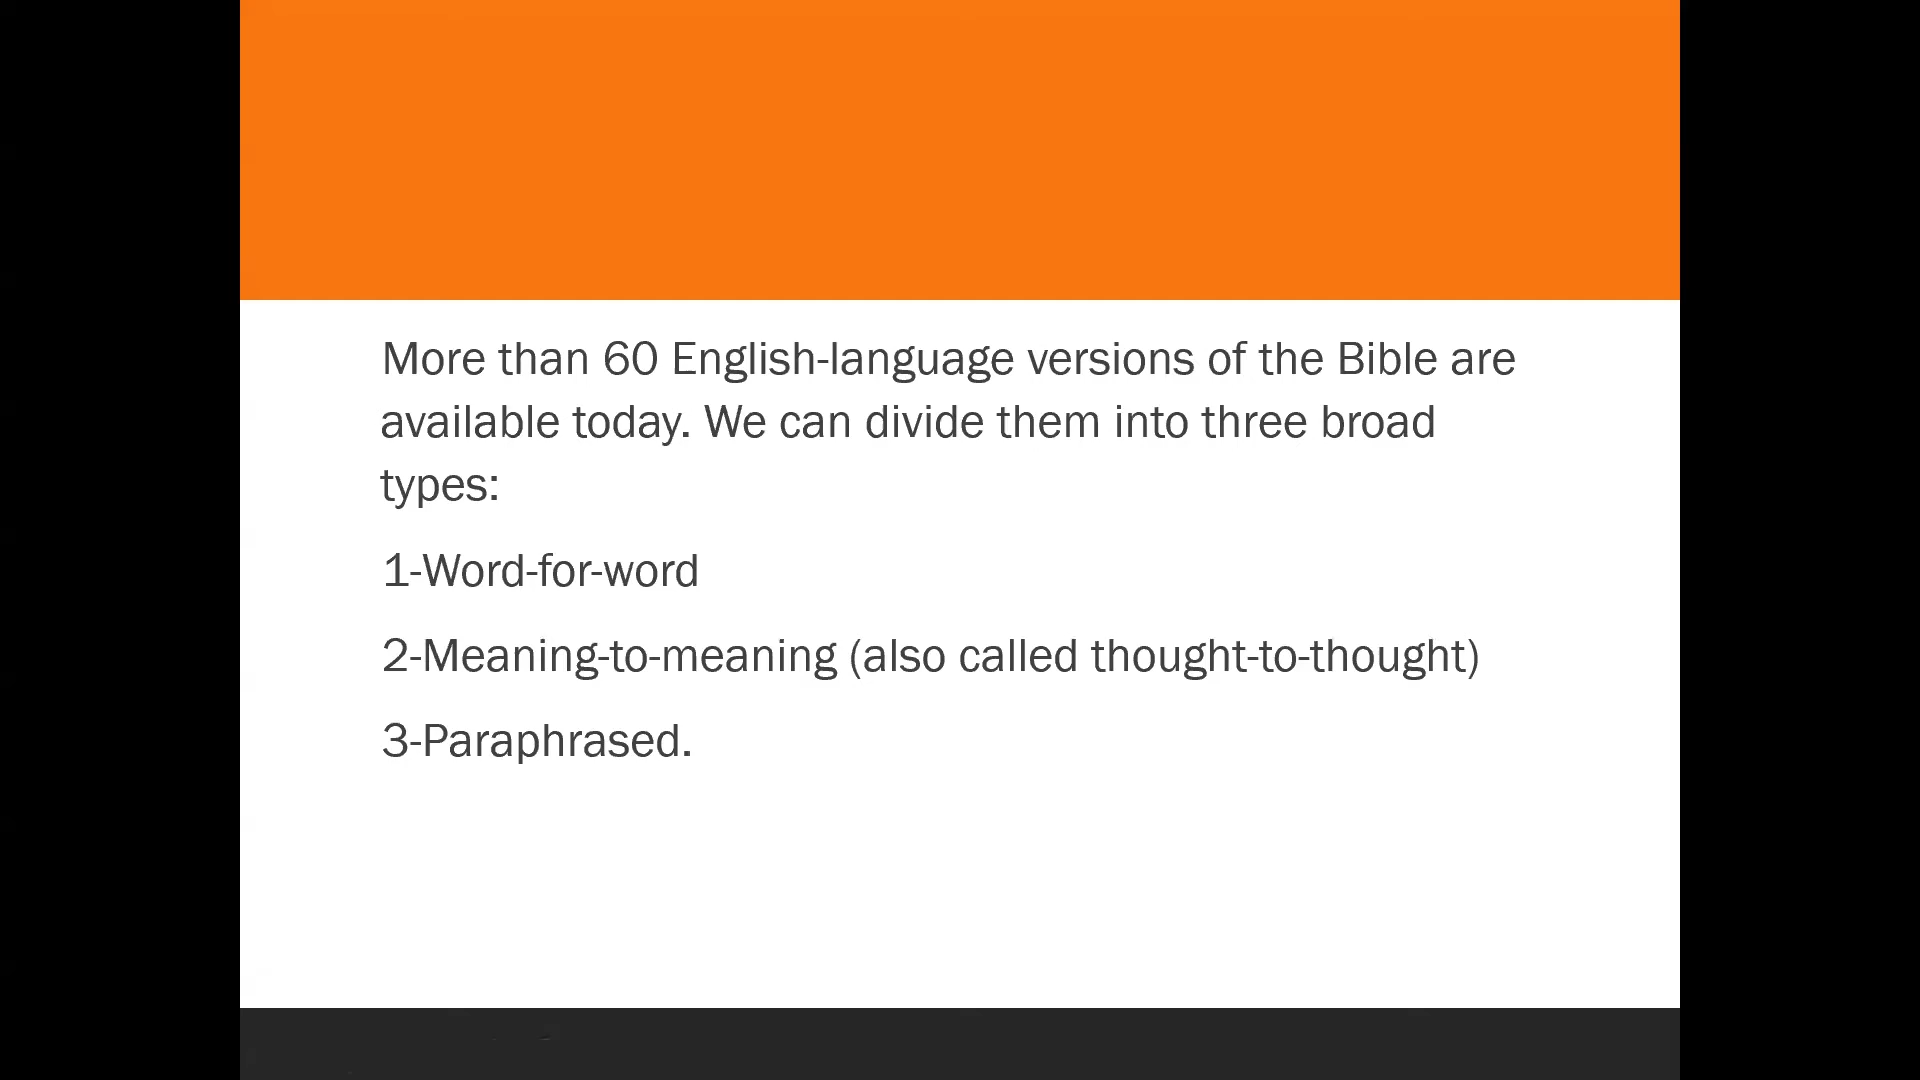 More than 60 English-language versions of the Bible are
available today. We can divide them into three broad
types:
1-Word-for-word
2-Meaning-to-meaning (also called thought-to-thought)
3-Paraphrased.